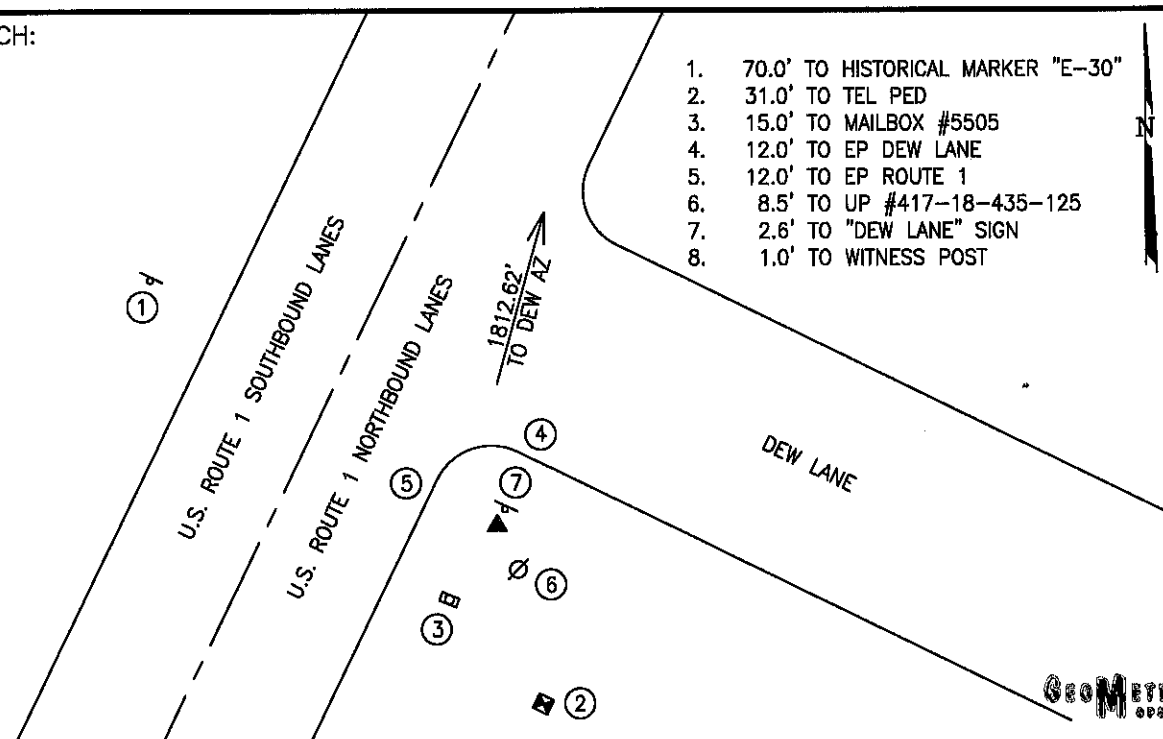 CH:
1. 70.0' TO HISTORICAL MARKER "E-30"
2. 31.0' TO TEL PED
3. 15.0' TO MAILBOX #5505
4. 12.0' TO EP DEW LANE
5. 12.0' TO EP ROUTE 1
6. 8.5' TO UP #417-18-435-125
7. 2.6' TO "DEW LANE" SIGN
8. 1.0' TO WITNESS POST
N
1
U.S. ROUTE 1 SOUTHBOUND LANES
U.S. ROUTE 1 NORTHBOUND LANES
1812.62'
TO DEW AZ
4
DEW LANE
5
7
6
3
2